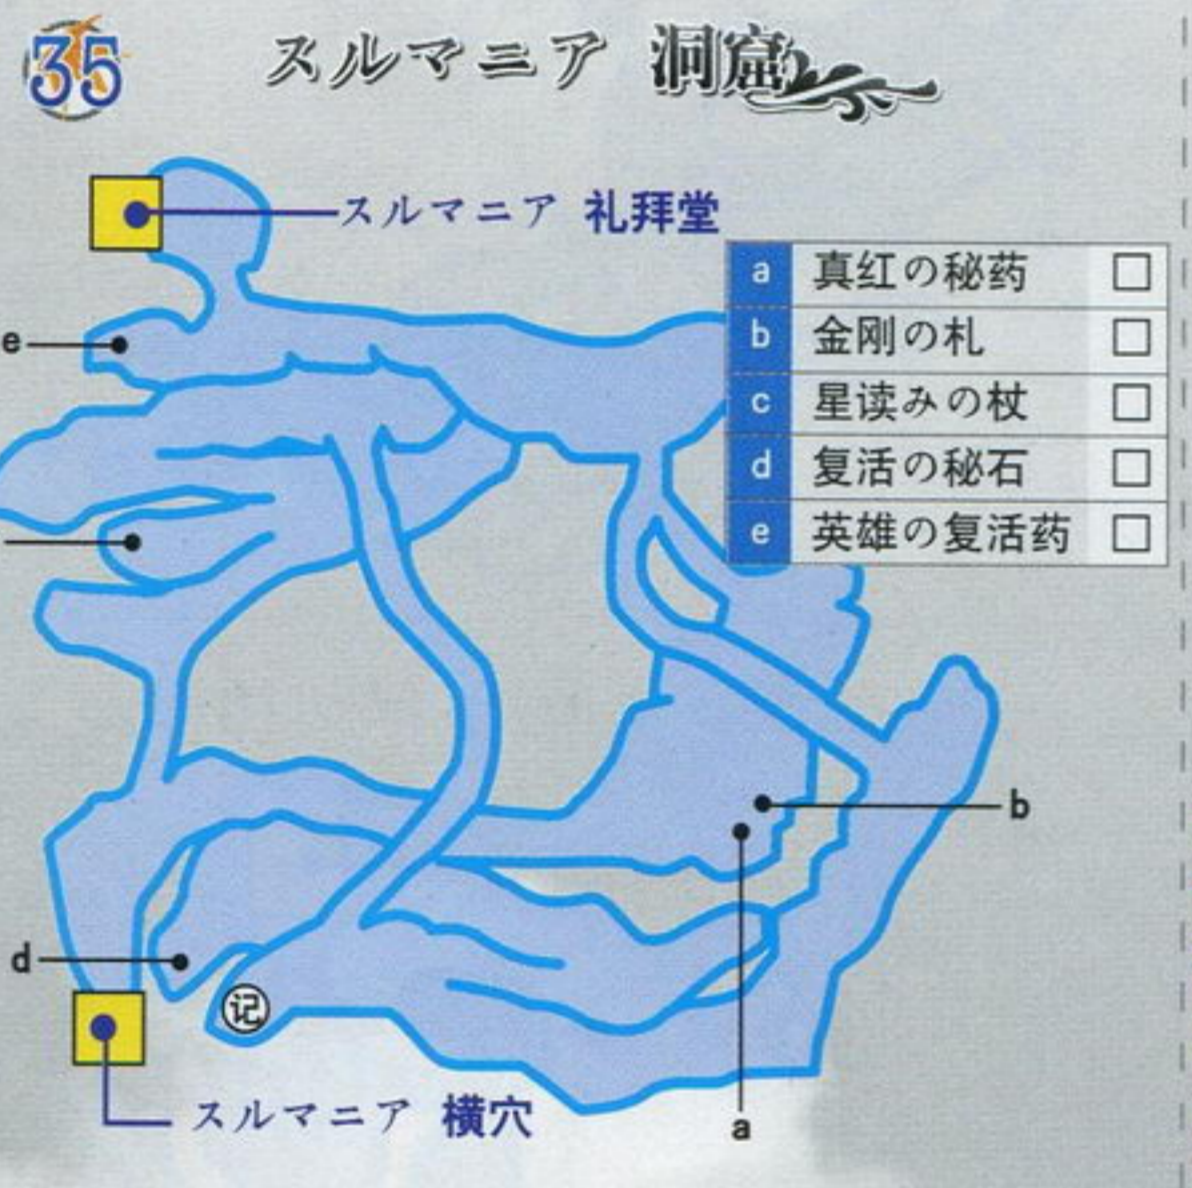 35 スルマニア 洞窟
スルマニア 礼拜堂
a 真红の秘药 □
b 金刚の札 □
c 星读みの杖 □
d 复活の秘石 □
e 英雄の复活药 □
e
b
d
记
スルマニア 横穴
a